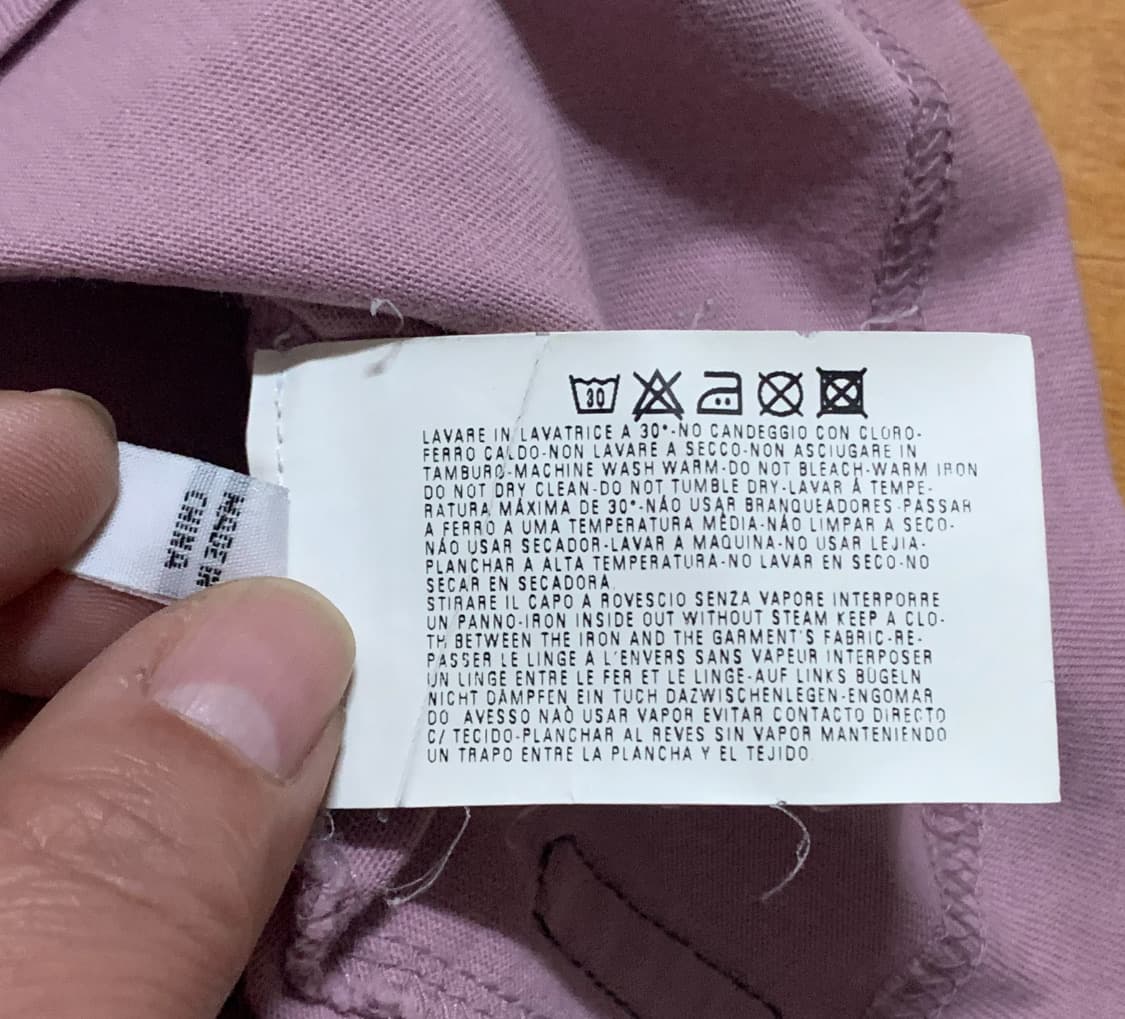 30
LAVARE IN LAVATRICE A 30°-NO CANDEGGIO CON CLORO-
FERRO CALDO-NON LAVARE A SECCO-NON ASCIUGARE IN
TAMBURO-MACHINE WASH WARM-DO NOT BLEACH-WARM IRON
DO NOT DRY CLEAN-DO NOT TUMBLE DRY-LAVAR Á TEMPE-
RATURA MÁXIMA DE 30°-NÁO USAR BRANQUEADORES-PASSAR
A FERRO A UMA TEMPERATURA MÉDIA-NÁO LIMPAR A SECO-
NÁO USAR SECADOR-LAVAR A MAQUINA-NO USAR LEJIA-
PLANCHAR A ALTA TEMPERATURA-NO LAVAR EN SECO-NO
SECAR EN SECADORA
STIRARE IL CAPO A ROVESCIO SENZA VAPORE INTERPORRE
UN PANNO-IRON INSIDE OUT WITHOUT STEAM KEEP A CLO-
TH BETWEEN THE IRON AND THE GARMENT'S FABRIC-RE-
PASSER LE LINGE A L'ENVERS SANS VAPEUR INTERPOSER
UN LINGE ENTRE LE FER ET LE LINGE-AUF LINKS BÜGELN
NICHT DÄMPFEN EIN TUCH DAZWISCHENLEGEN-ENGOMAR
DO AVESSO NAÒ USAR VAPOR EVITAR CONTACTO DIRECTO
C/ TECIDO-PLANCHAR AL REVES SIN VAPOR MANTENIENDO
UN TRAPO ENTRE LA PLANCHA Y EL TEJIDO
MADE IN
CHINA